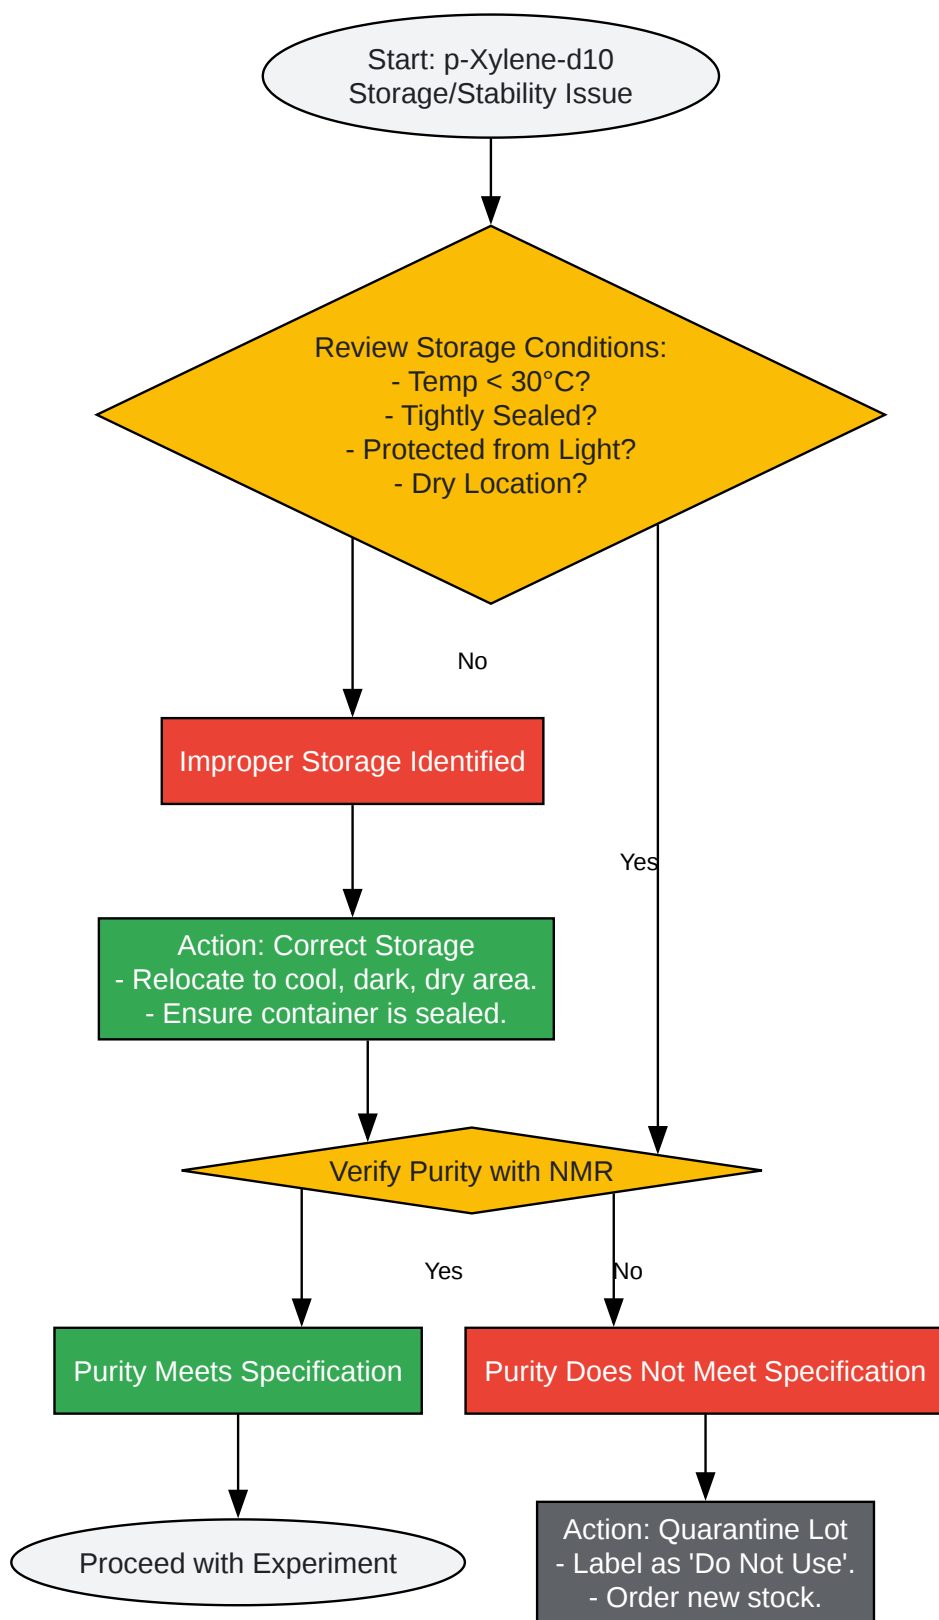 Start: p-Xylene-d10
Storage/Stability Issue
Review Storage Conditions:
- Temp < 30°C?
- Tightly Sealed?
- Protected from Light?
- Dry Location?
No
Improper Storage Identified
Yes
Action: Correct Storage
- Relocate to cool, dark, dry area.
- Ensure container is sealed.
Verify Purity with NMR
Yes
No
Purity Meets Specification
Purity Does Not Meet Specification
Proceed with Experiment
Action: Quarantine Lot
- Label as 'Do Not Use'.
- Order new stock.